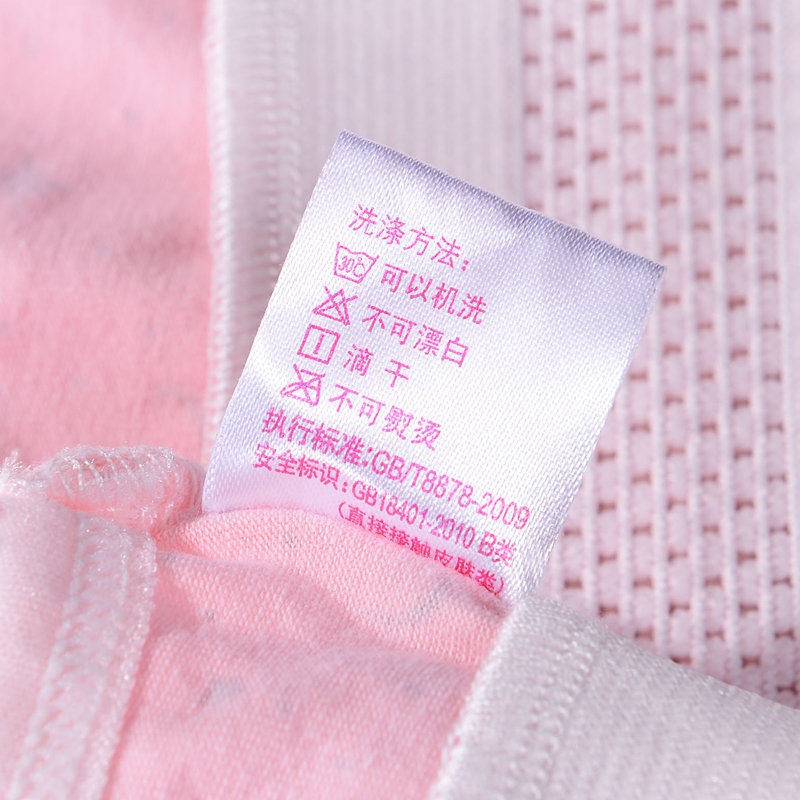 洗涤方法：
30℃ 可以机洗
不可漂白
滴干
不可熨烫
执行标准:GB/T8878-2009
安全标识:GB18401-2010 B类
(直接接触皮肤类)